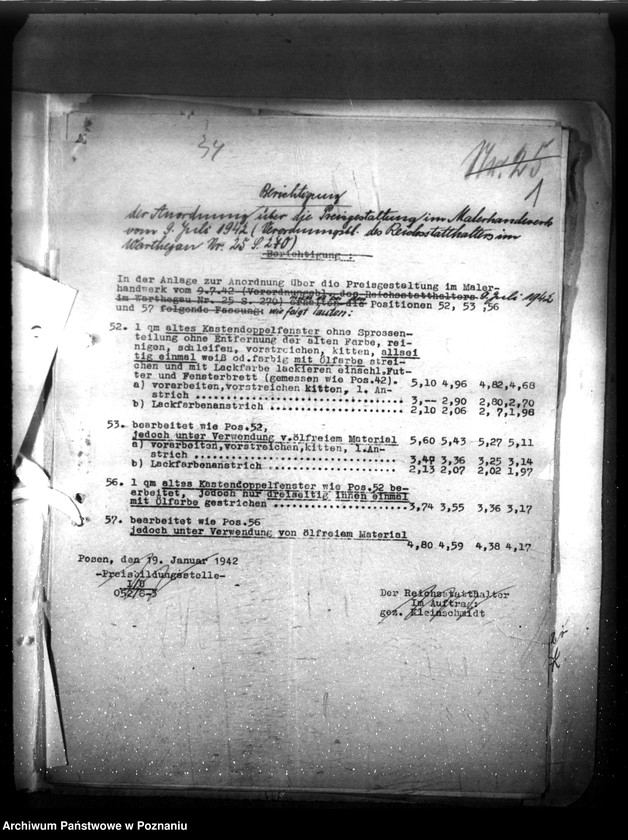 34
Nr. 25
1
Berichtigung
der Anordnung über die Preisgestaltung im Malerhandwerk
vom 9. Juli 1942 (Verordnungsbl. des Reichsstatthalters im
Warthegau Nr. 25 S. 270)
Berichtigung :
In der Anlage zur Anordnung über die Preisgestaltung im Maler-
handwerk vom 9.7.42 (Verordnungsbl. des Reichsstatthalters 9. Juli 1942
im Warthegau Nr. 25 S. 270) die Positionen 52, 53, 56
und 57 folgende Fassung: wie folgt lauten:
52. 1 qm altes Kastendoppelfenster ohne Sprossen-
teilung ohne Entfernung der alten Farbe, rei-
nigen, schleifen, vorstreichen, kitten, allsei
tig einmal weiß od.farbig mit Ölfarbe strei-
chen und mit Lackfarbe lackieren einschl.Fut-
ter und Fensterbrett (gemessen wie Pos.42). 5,10 4,96 4,82 4,68
a) vorarbeiten,vorstreichen kitten, 1. An-
strich ................................ 3,-- 2,90 2,80 2,70
b) Lackfarbenanstrich .................... 2,10 2,06 2, 7 1,98
53. bearbeitet wie Pos.52,
jedoch unter Verwendung v.ölfreiem Material 5,60 5,43 5,27 5,11
a) vorarbeiten,vorstreichen,kitten, 1.An-
strich ................................ 3,47 3,36 3,25 3,14
b) Lackfarbenanstrich .................... 2,13 2,07 2,02 1,97
56. 1 qm altes Kastendoppelfenster wie Pos.52 be-
arbeitet, jedoch nur dreiseitig innen einmal
mit Ölfarbe gestrichen .................. 3,74 3,55 3,36 3,17
57. bearbeitet wie Pos.56
jedoch unter Verwendung von ölfreiem Material
4,80 4,59 4,38 4,17
Posen, den 19. Januar 1942
-Preisbildungsstelle-
I/B
052/6-3
Der Reichsstatthalter
Im Auftrag:
gez. Kleinschmidt
Archiwum Państwowe w Poznaniu